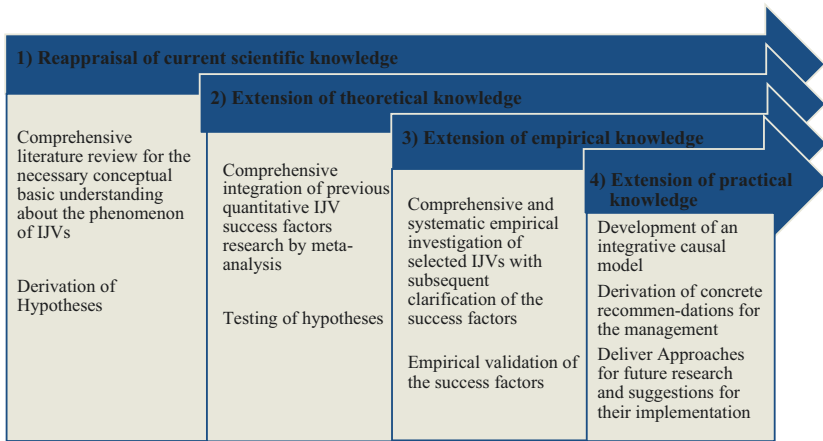 1) Reappraisal of current scientific knowledge
Comprehensive
literature review for the
necessary conceptual
basic understanding
about the phenomenon
of IJVs
Derivation of
Hypotheses
2) Extension of theoretical knowledge
Comprehensive
integration of previous
quantitative IJV
success factors
research by meta-
analysis
Testing of hypotheses
3) Extension of empirical knowledge
Comprehensive and
systematic empirical
investigation of
selected IJVs with
subsequent
clarification of the
success factors
Empirical validation of
the success factors
4) Extension of practical
knowledge
Development of an
integrative causal
model
Derivation of concrete
recommen-dations for
the management
Deliver Approaches
for future research
and suggestions for
their implementation